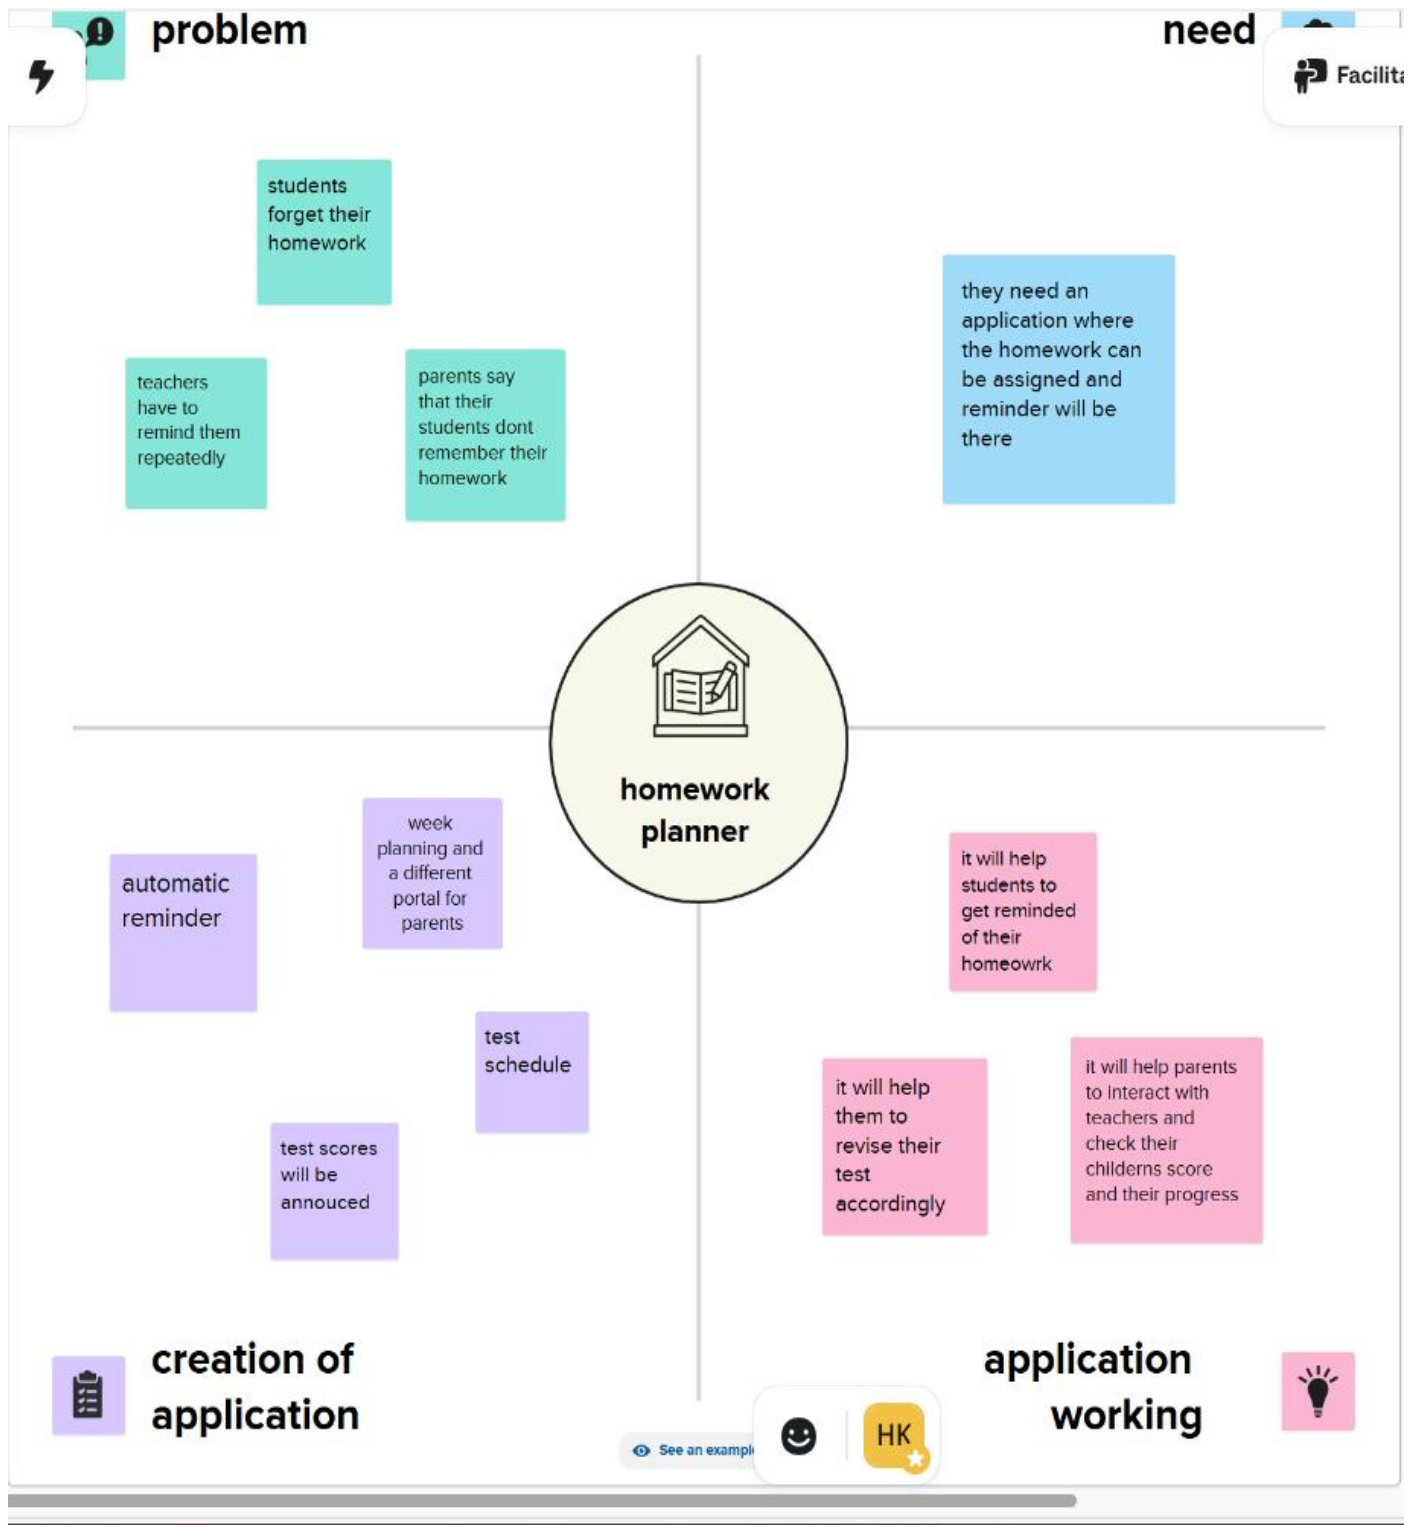 problem
need
Facilita
students
forget their
homework
teachers
have to
remind them
repeatedly
parents say
that their
students dont
remember their
homework
they need an
application where
the homework can
be assigned and
reminder will be
there
homework
planner
automatic
reminder
week
planning and
a different
portal for
parents
test
schedule
test scores
will be
annouced
it will help
students to
get reminded
of their
homeowrk
it will help
them to
revise their
test
accordingly
it will help parents
to interact with
teachers and
check their
childerns score
and their progress
creation of
application
application
working
See an example
HK